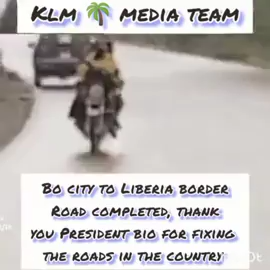 KLM 🌴 MEDIA TEAM
BO CITY TO LIBERIA BORDER
ROAD COMPLETED, THANK
YOU PRESIDENT BIO FOR FIXING
THE ROADS IN THE COUNTRY